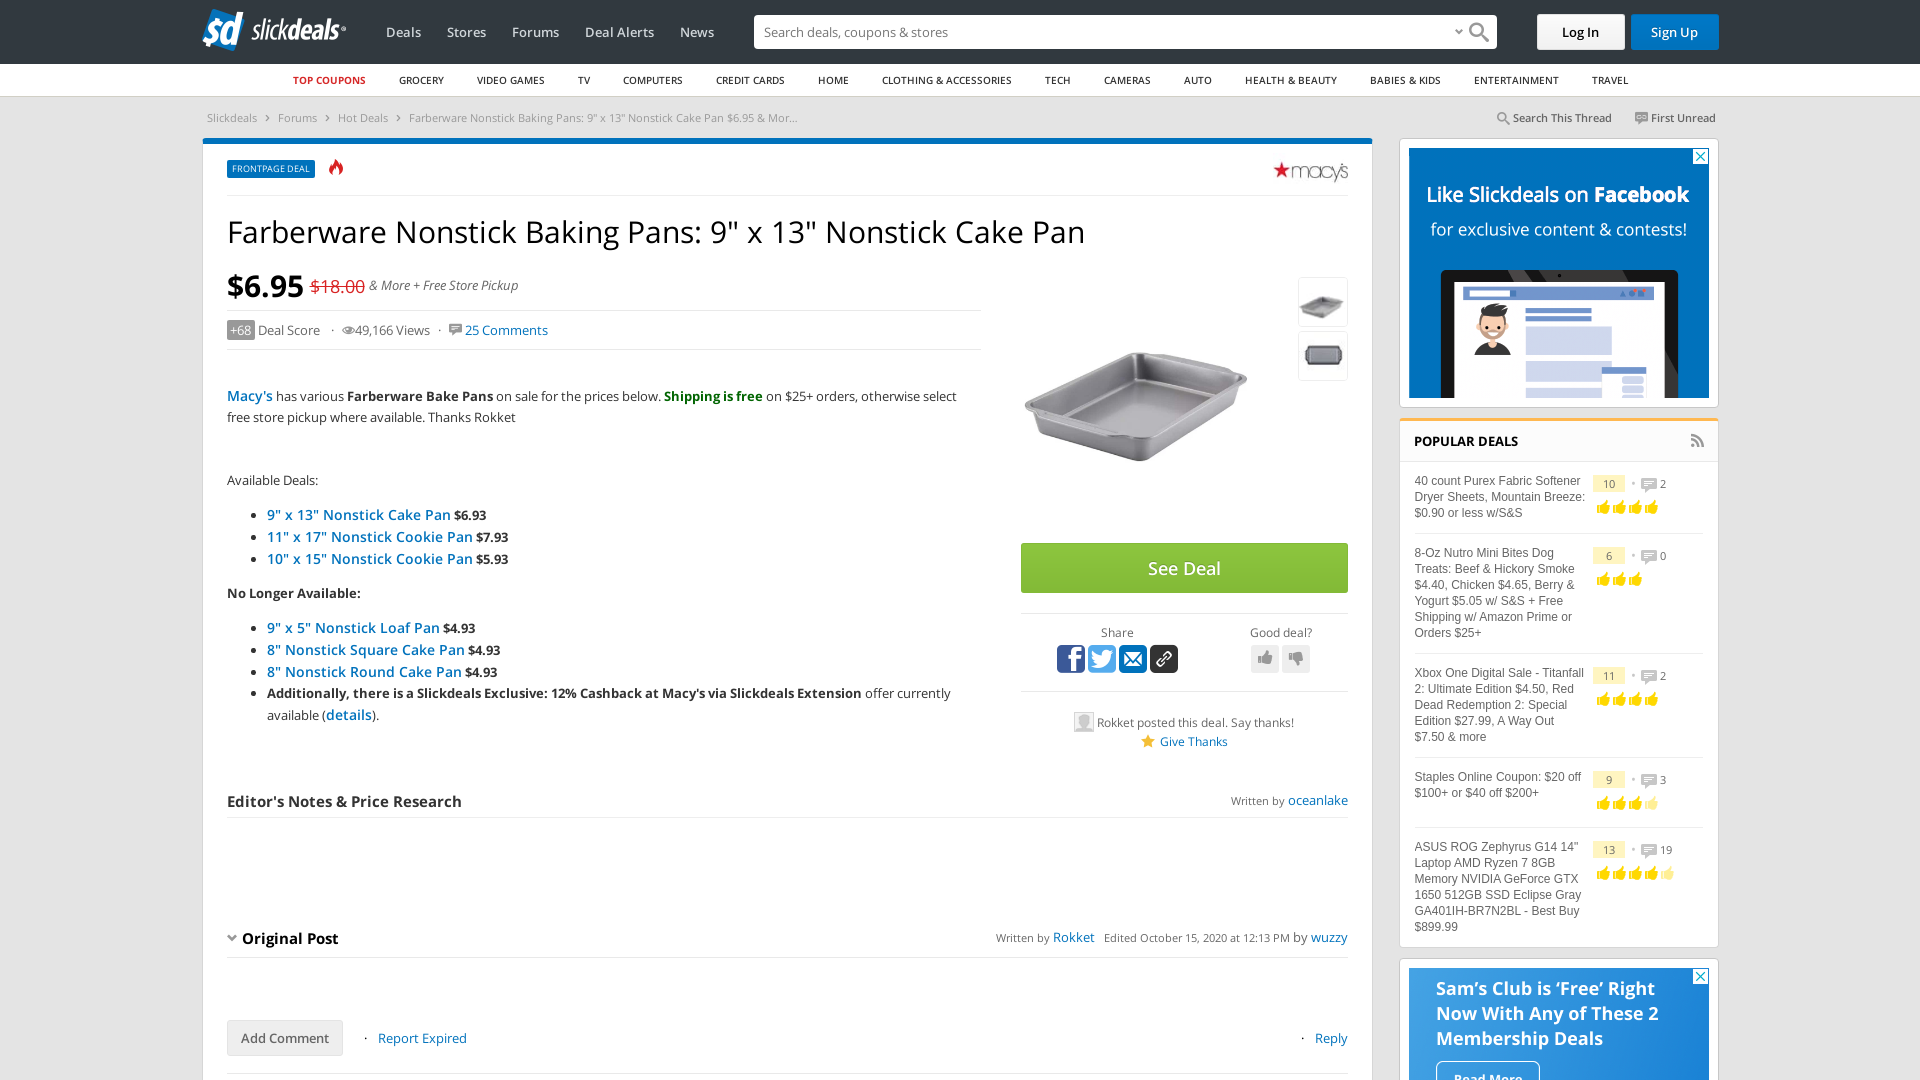 slickdeals
Deals
Stores
Forums
Deal Alerts
News
Search deals, coupons & stores
Log In
Sign Up
TOP COUPONS
GROCERY
VIDEO GAMES
TV
COMPUTERS
CREDIT CARDS
HOME
CLOTHING & ACCESSORIES
TECH
CAMERAS
AUTO
HEALTH & BEAUTY
BABIES & KIDS
ENTERTAINMENT
TRAVEL
Slickdeals › Forums › Hot Deals › Farberware Nonstick Baking Pans: 9" x 13" Nonstick Cake Pan $6.95 & Mor...
Search This Thread
First Unread
FRONTPAGE DEAL
macy's
Farberware Nonstick Baking Pans: 9" x 13" Nonstick Cake Pan
$6.95 $18.00 & More + Free Store Pickup
+68 Deal Score · 49,166 Views · 25 Comments
Macy's has various Farberware Bake Pans on sale for the prices below. Shipping is free on $25+ orders, otherwise select
free store pickup where available. Thanks Rokket
Available Deals:
• 9" x 13" Nonstick Cake Pan $6.93
• 11" x 17" Nonstick Cookie Pan $7.93
• 10" x 15" Nonstick Cookie Pan $5.93
No Longer Available:
• 9" x 5" Nonstick Loaf Pan $4.93
• 8" Nonstick Square Cake Pan $4.93
• 8" Nonstick Round Cake Pan $4.93
• Additionally, there is a Slickdeals Exclusive: 12% Cashback at Macy's via Slickdeals Extension offer currently
available (details).
See Deal
Share
Good deal?
Rokket posted this deal. Say thanks!
Give Thanks
Editor's Notes & Price Research
Written by oceanlake
Original Post
Written by Rokket Edited October 15, 2020 at 12:13 PM by wuzzy
Add Comment
· Report Expired
· Reply
Like Slickdeals on Facebook
for exclusive content & contests!
POPULAR DEALS
40 count Purex Fabric Softener
Dryer Sheets, Mountain Breeze:
$0.90 or less w/S&S
10 • 2
8-Oz Nutro Mini Bites Dog
Treats: Beef & Hickory Smoke
$4.40, Chicken $4.65, Berry &
Yogurt $5.05 w/ S&S + Free
Shipping w/ Amazon Prime or
Orders $25+
6 • 0
Xbox One Digital Sale - Titanfall
2: Ultimate Edition $4.50, Red
Dead Redemption 2: Special
Edition $27.99, A Way Out
$7.50 & more
11 • 2
Staples Online Coupon: $20 off
$100+ or $40 off $200+
9 • 3
ASUS ROG Zephyrus G14 14"
Laptop AMD Ryzen 7 8GB
Memory NVIDIA GeForce GTX
1650 512GB SSD Eclipse Gray
GA401IH-BR7N2BL - Best Buy
$899.99
13 • 19
Sam's Club is 'Free' Right
Now With Any of These 2
Membership Deals
Read More